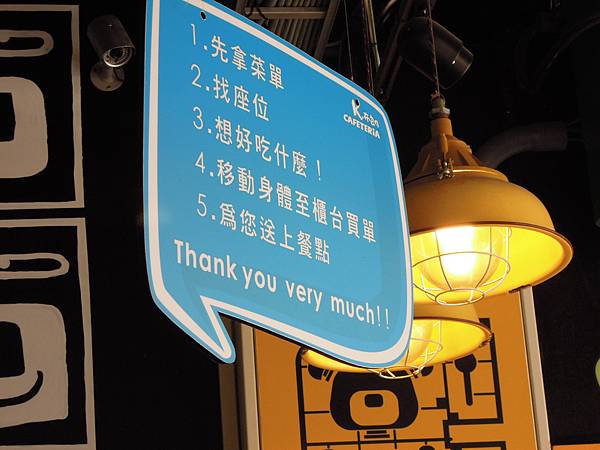 1.先拿菜單
2.找座位
3.想好吃什麼！
4.移動身體至櫃台買單
5.為您送上餐點
Thank you very much!!
CAFETERIA